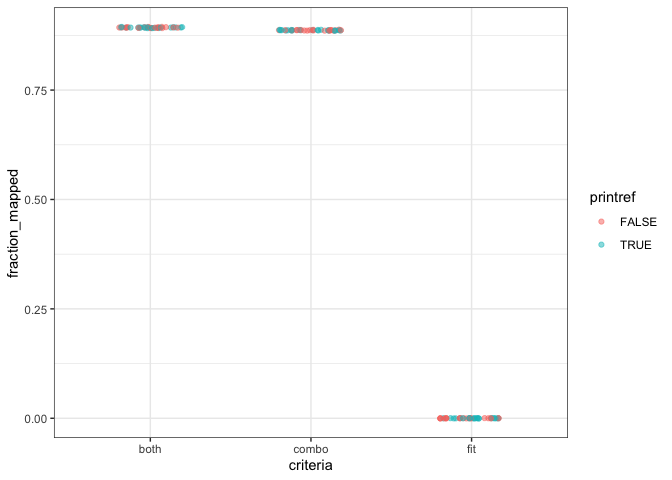 0.75
0.50
0.25
0.00
fraction_mapped
both
combo
fit
criteria
printref
FALSE
TRUE